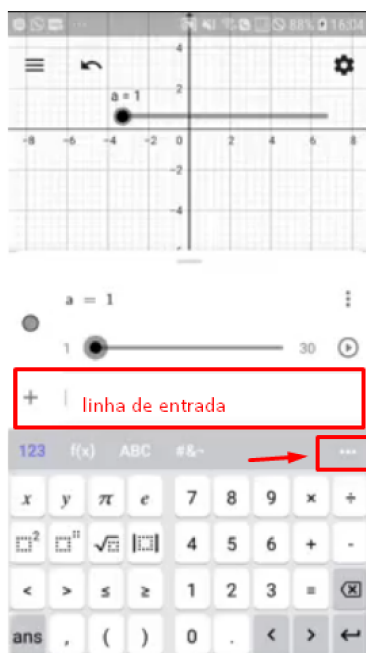 88% 16:04
4
2
a = 1
-8 -6 -4 -2 0 2 4 6 8
-2
-4
a = 1
1 30
+ linha de entrada
123 f(x) ABC #&¬ ...
x y π e 7 8 9 × ÷
2 n √ 4 5 6 + -
< > ≤ ≥ 1 2 3 =
ans , ( ) 0 . < >